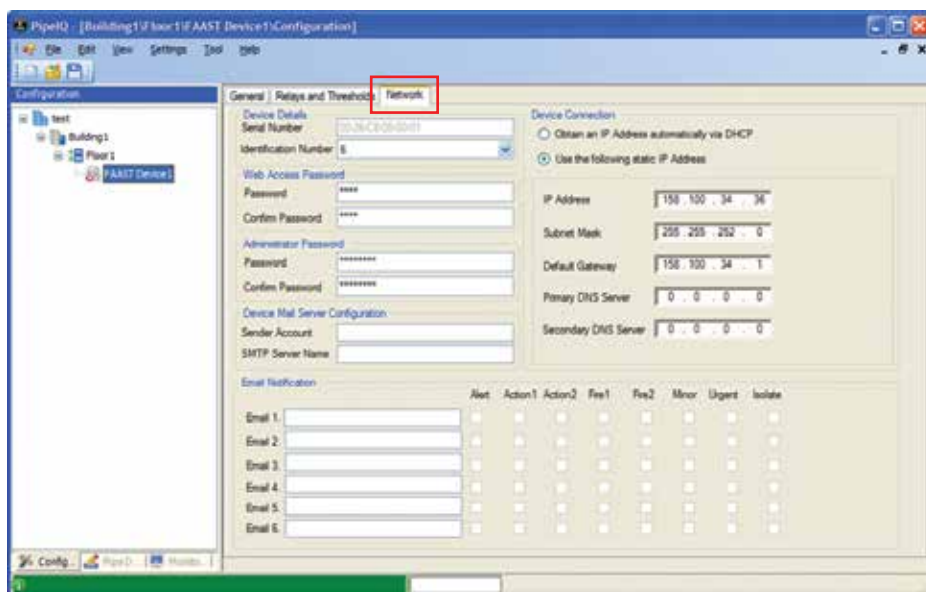 PipeIQ - [Building1\Floor1\FAAST Device1\Configuration]
File Edit View Settings Tool Help
Configuration
test
Building1
Floor1
FAAST Device1
General Relays and Thresholds Network
Device Details
Serial Number
Identification Number 6
Web Access Password
Password ****
Confirm Password ****
Administrator Password
Password *********
Confirm Password *********
Device Mail Server Configuration
Sender Account
SMTP Server Name
Device Connection
Obtain an IP Address automatically via DHCP
Use the following static IP Address
IP Address 158 . 100 . 34 . 36
Subnet Mask 255 . 255 . 252 . 0
Default Gateway 158 . 100 . 34 . 1
Primary DNS Server 0 . 0 . 0 . 0
Secondary DNS Server 0 . 0 . 0 . 0
Email Notification
Alert Action1 Action2 Fire1 Fire2 Minor Urgent Isolate
Email 1.
Email 2.
Email 3.
Email 4.
Email 5.
Email 6.
Config...